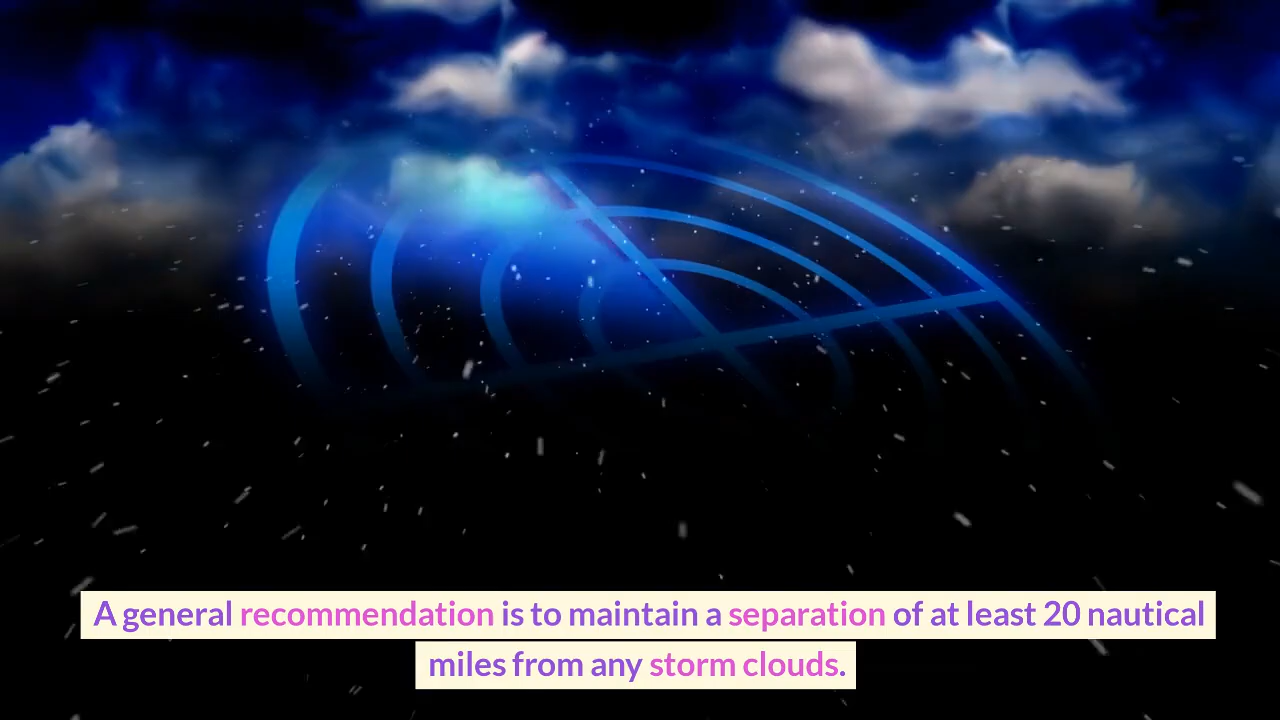 A general recommendation is to maintain a separation of at least 20 nautical
miles from any storm clouds.